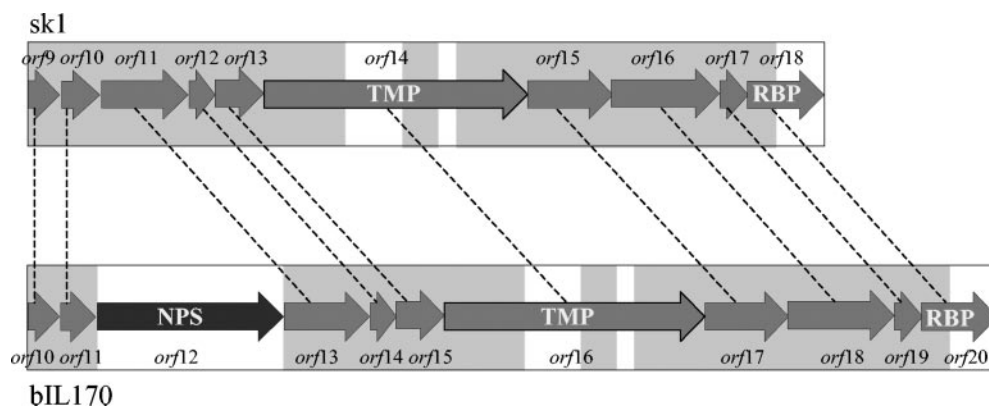 sk1
orf9 orf10 orf11 orf12 orf13 orf14 orf15 orf16 orf17 orf18
TMP RBP
NPS TMP RBP
orf10 orf11 orf12 orf13 orf14 orf15 orf16 orf17 orf18 orf19 orf20
bIL170